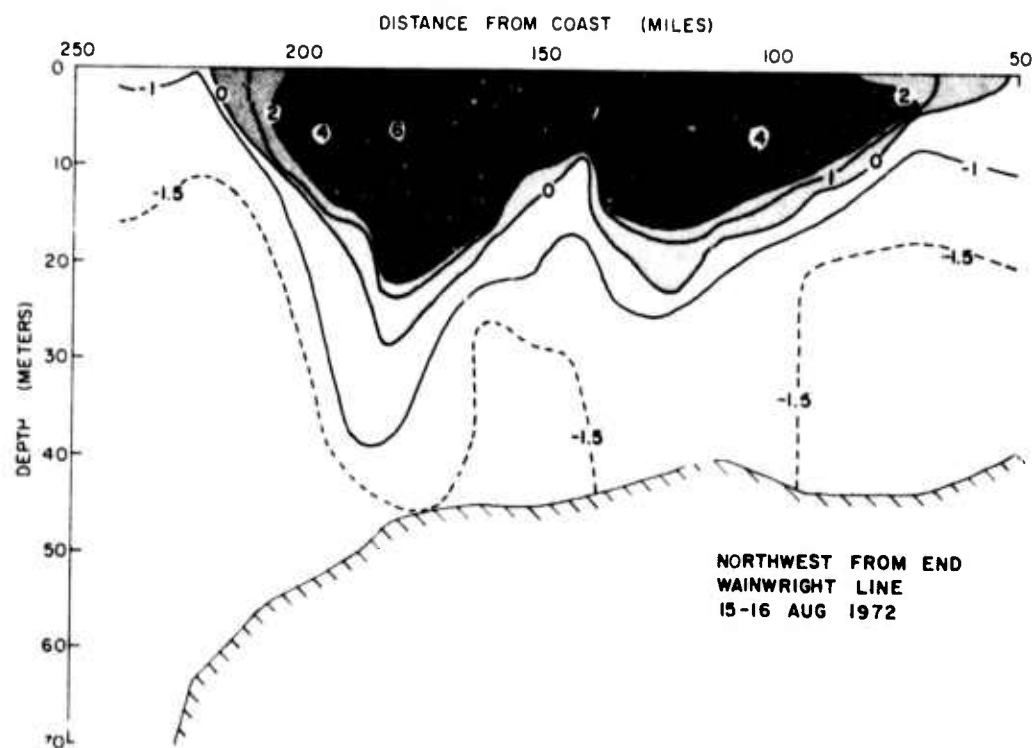 DISTANCE FROM COAST (MILES)
250 200 150 100 50
0
10
20
30
40
50
60
70
DEPTH (METERS)
-1 0 2 4 6 4 2 -1
0 1 0 -1
-1.5
-1.5
-1.5
-1.5
NORTHWEST FROM END
WAINWRIGHT LINE
15-16 AUG 1972